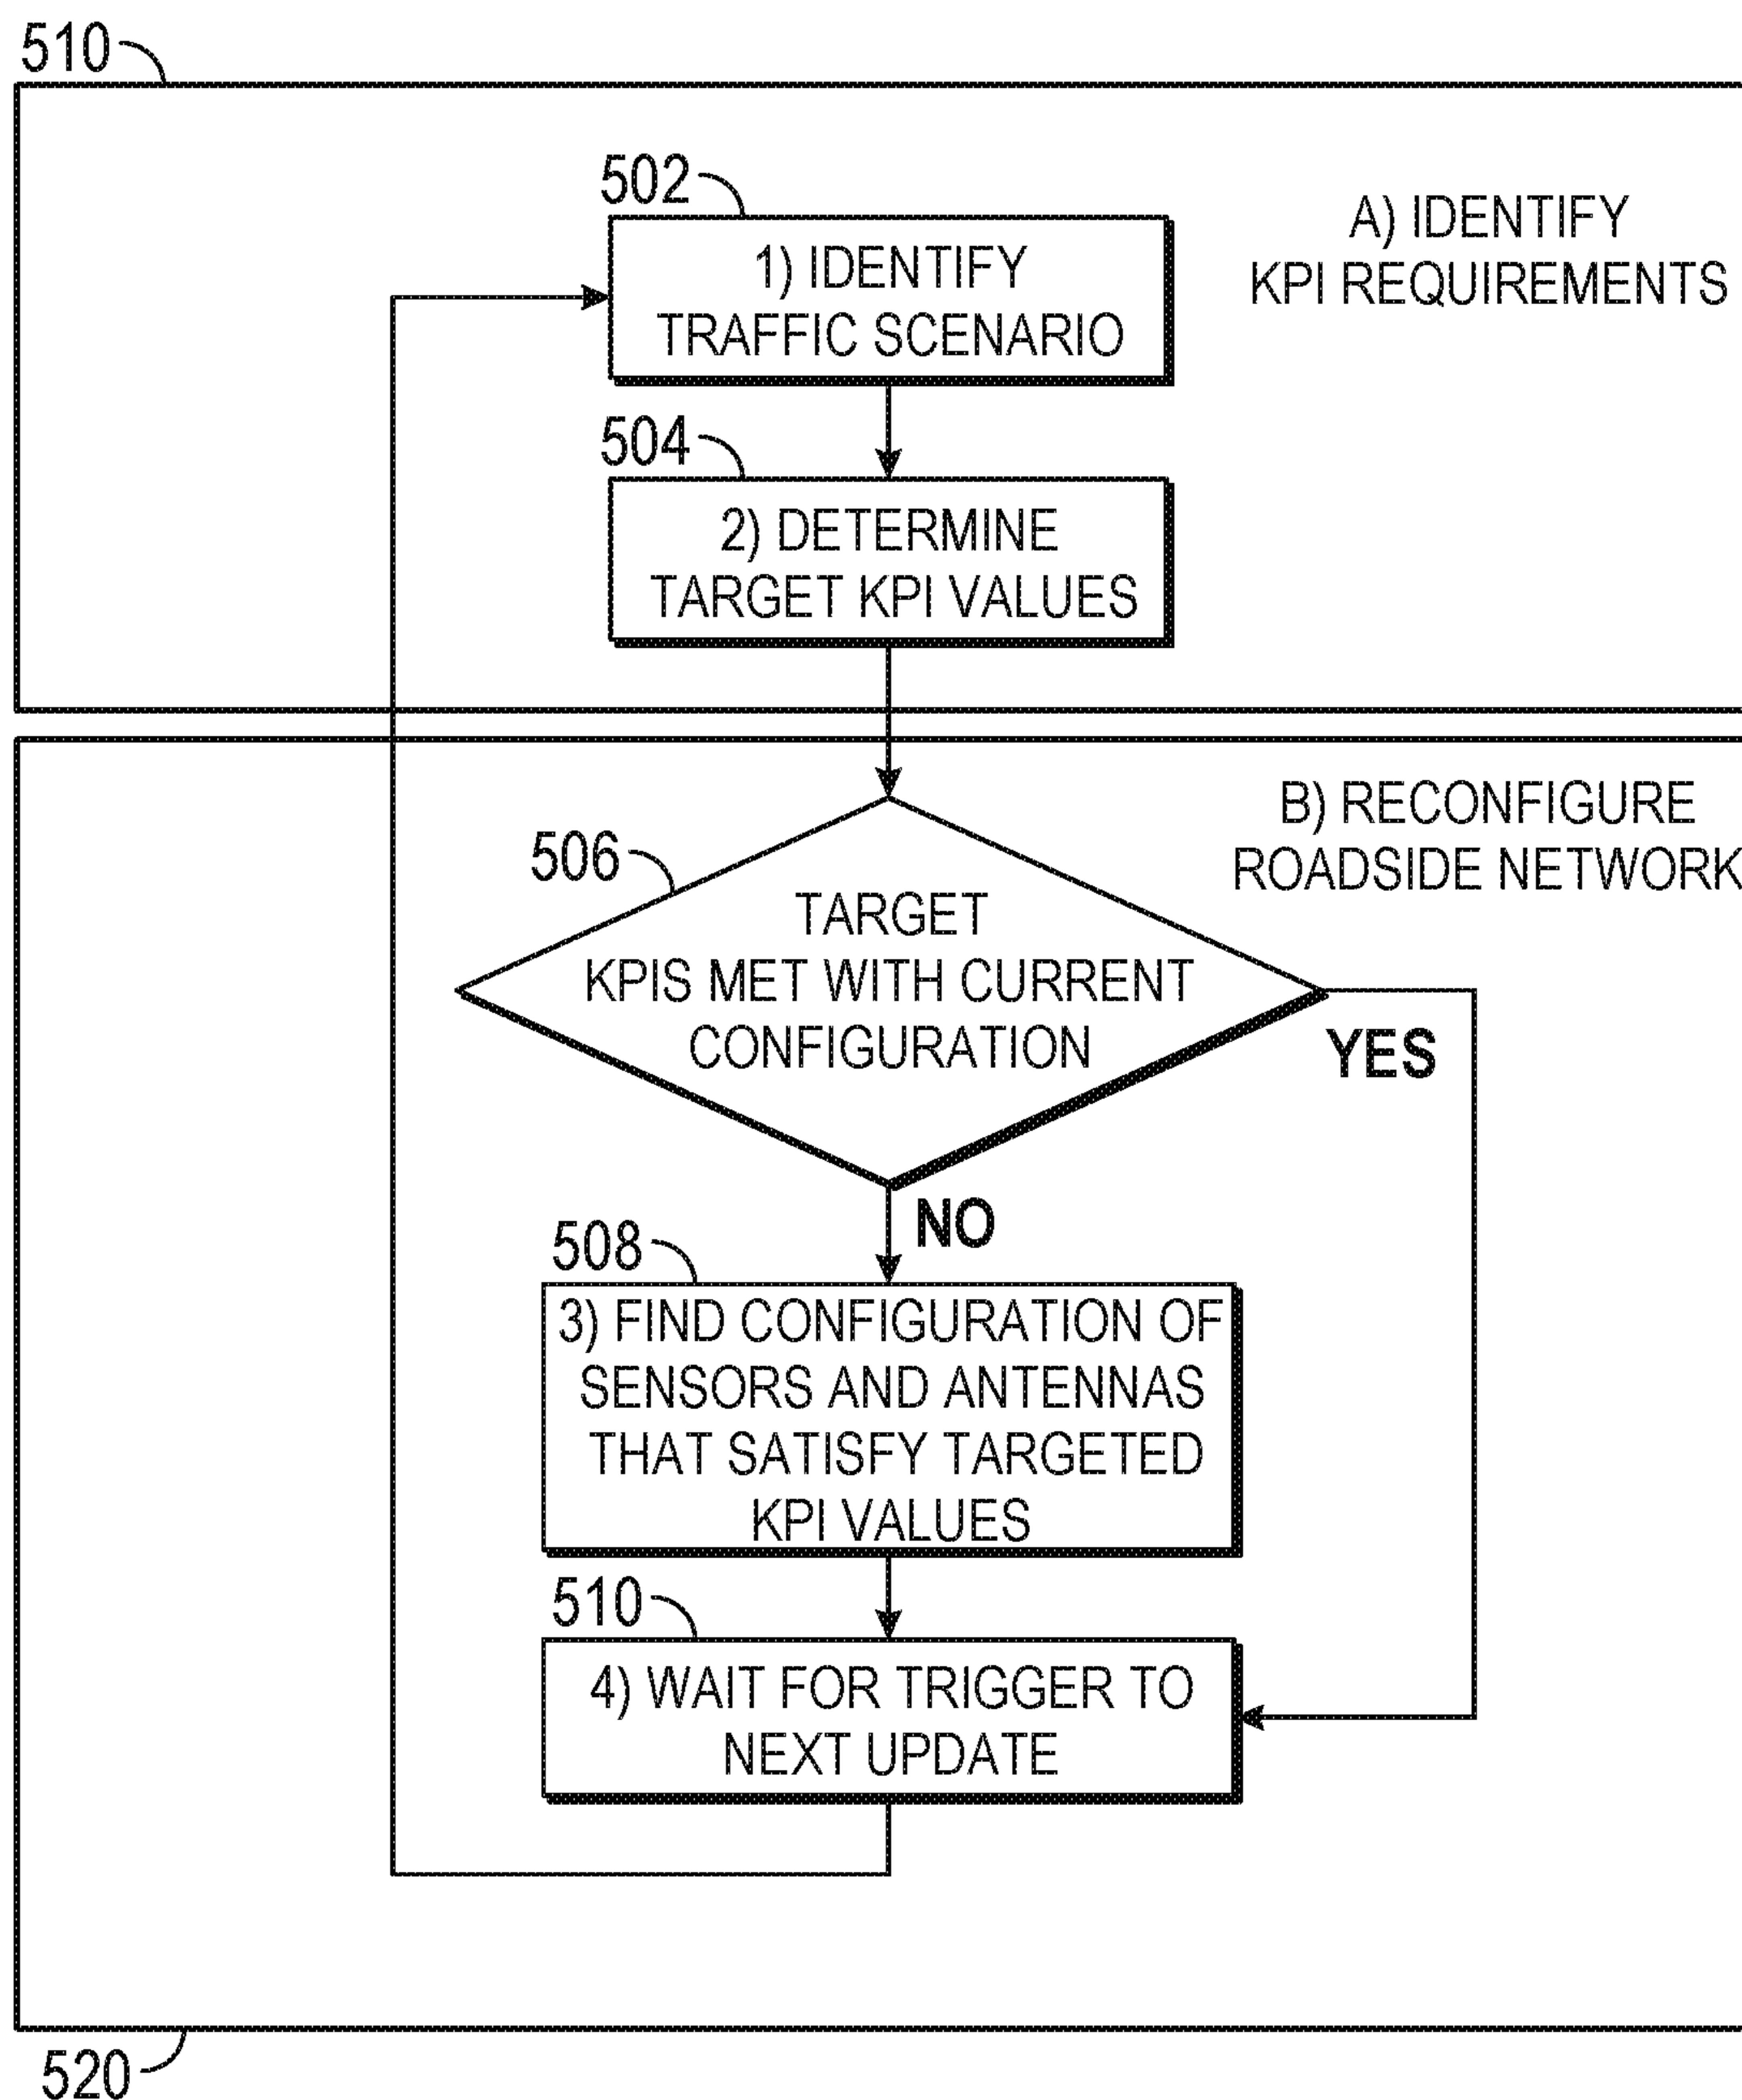 510
502
1) IDENTIFY
TRAFFIC SCENARIO
A) IDENTIFY
KPI REQUIREMENTS
504
2) DETERMINE
TARGET KPI VALUES
B) RECONFIGURE
ROADSIDE NETWORK
506
TARGET
KPIS MET WITH CURRENT
CONFIGURATION
YES
NO
508
3) FIND CONFIGURATION OF
SENSORS AND ANTENNAS
THAT SATISFY TARGETED
KPI VALUES
510
4) WAIT FOR TRIGGER TO
NEXT UPDATE
520